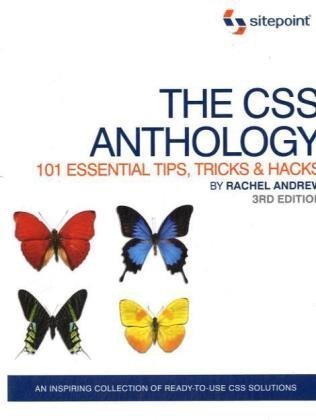 sitepoint
THE CSS
ANTHOLOGY
101 ESSENTIAL TIPS, TRICKS & HACKS
BY RACHEL ANDREW
3RD EDITION
AN INSPIRING COLLECTION OF READY-TO-USE CSS SOLUTIONS